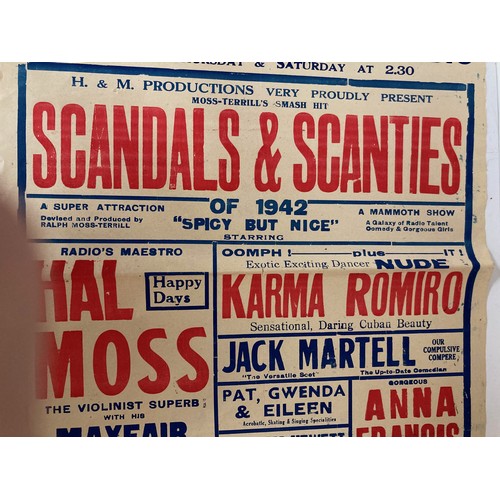 & SATURDAY AT 2.30
H. & M. PRODUCTIONS VERY PROUDLY PRESENT
MOSS-TERRILL'S SMASH HIT
SCANDALS & SCANTIES
A SUPER ATTRACTION
Devised and Produced by
RALPH MOSS-TERRILL
OF 1942
"SPICY BUT NICE"
STARRING
A MAMMOTH SHOW
A Galaxy of Radio Talent
Comedy & Gorgeous Girls
RADIO'S MAESTRO
HAL
Happy
Days
MOSS
THE VIOLINIST SUPERB
WITH HIS
MAYFAIR
OOMPH !——plus——IT!
Exotic Exciting Dancer NUDE
KARMA ROMIRO
Sensational, Daring Cuban Beauty
JACK MARTELL
"The Versatile Scot"
The Up-to-Date Comedian
OUR
COMPULSIVE
COMPERE,
PAT, GWENDA
& EILEEN
Acrobatic, Skating & Singing Specialities
GORGEOUS
ANNA
FRANCIS